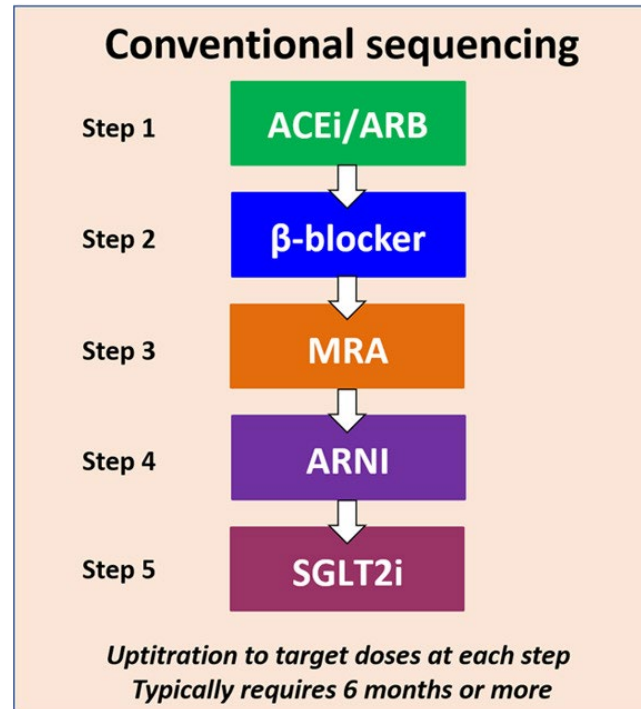 Conventional sequencing
Step 1 ACEi/ARB
Step 2 β-blocker
Step 3 MRA
Step 4 ARNI
Step 5 SGLT2i
Uptitration to target doses at each step
Typically requires 6 months or more